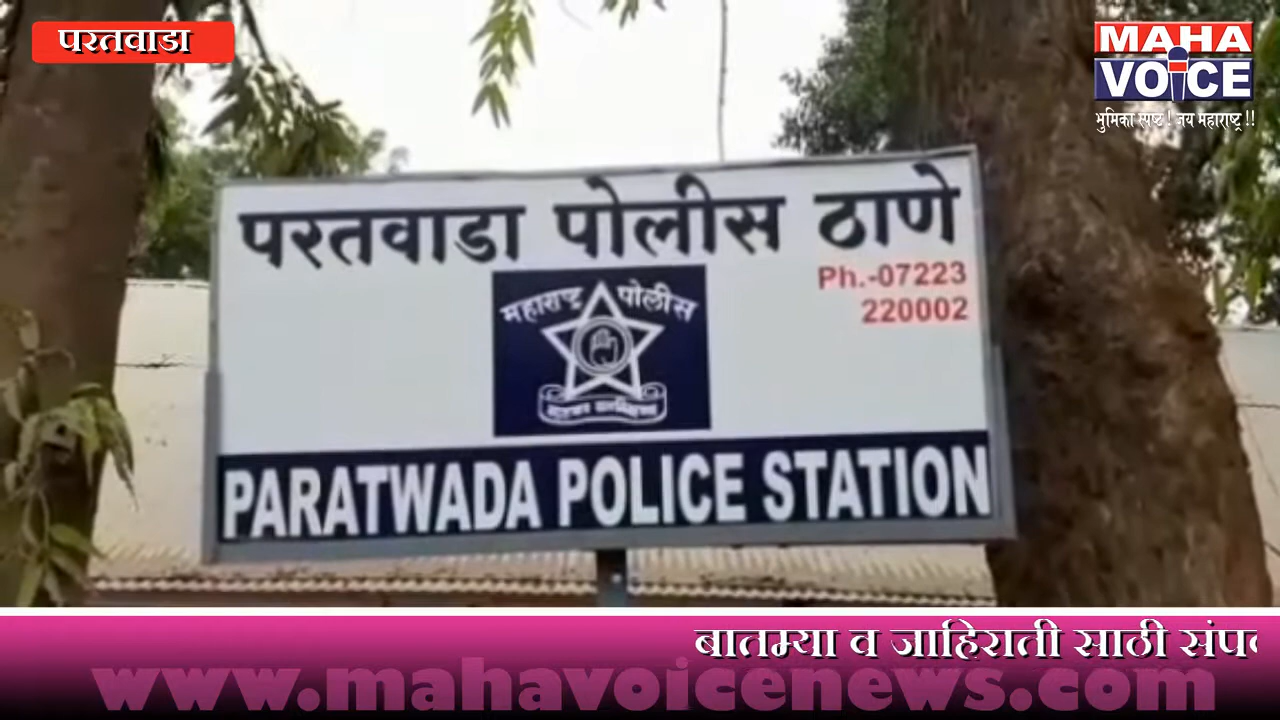 परतवाडा
MAHA
VOICE
भुमिका स्पष्ट ! जय महाराष्ट्र !!
परतवाडा पोलीस ठाणे
Ph.-07223
220002
महाराष्ट्र पोलीस
PARATWADA POLICE STATION
बातम्या व जाहिराती साठी
www.mahavoicenews.com